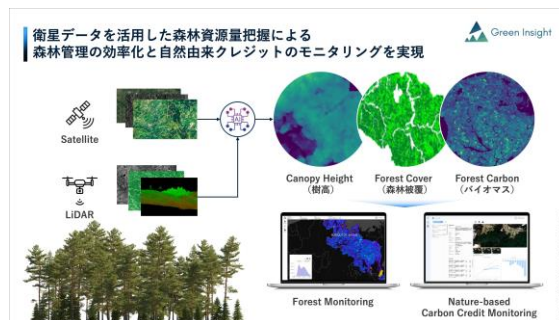 衛星データを活用した森林資源量把握による
森林管理の効率化と自然由来クレジットのモニタリングを実現
Green Insight
Satellite
AI
LiDAR
Canopy Height
（樹高）
Forest Cover
（森林被覆）
Forest Carbon
（バイオマス）
Forest Monitoring
Nature-based
Carbon Credit Monitoring